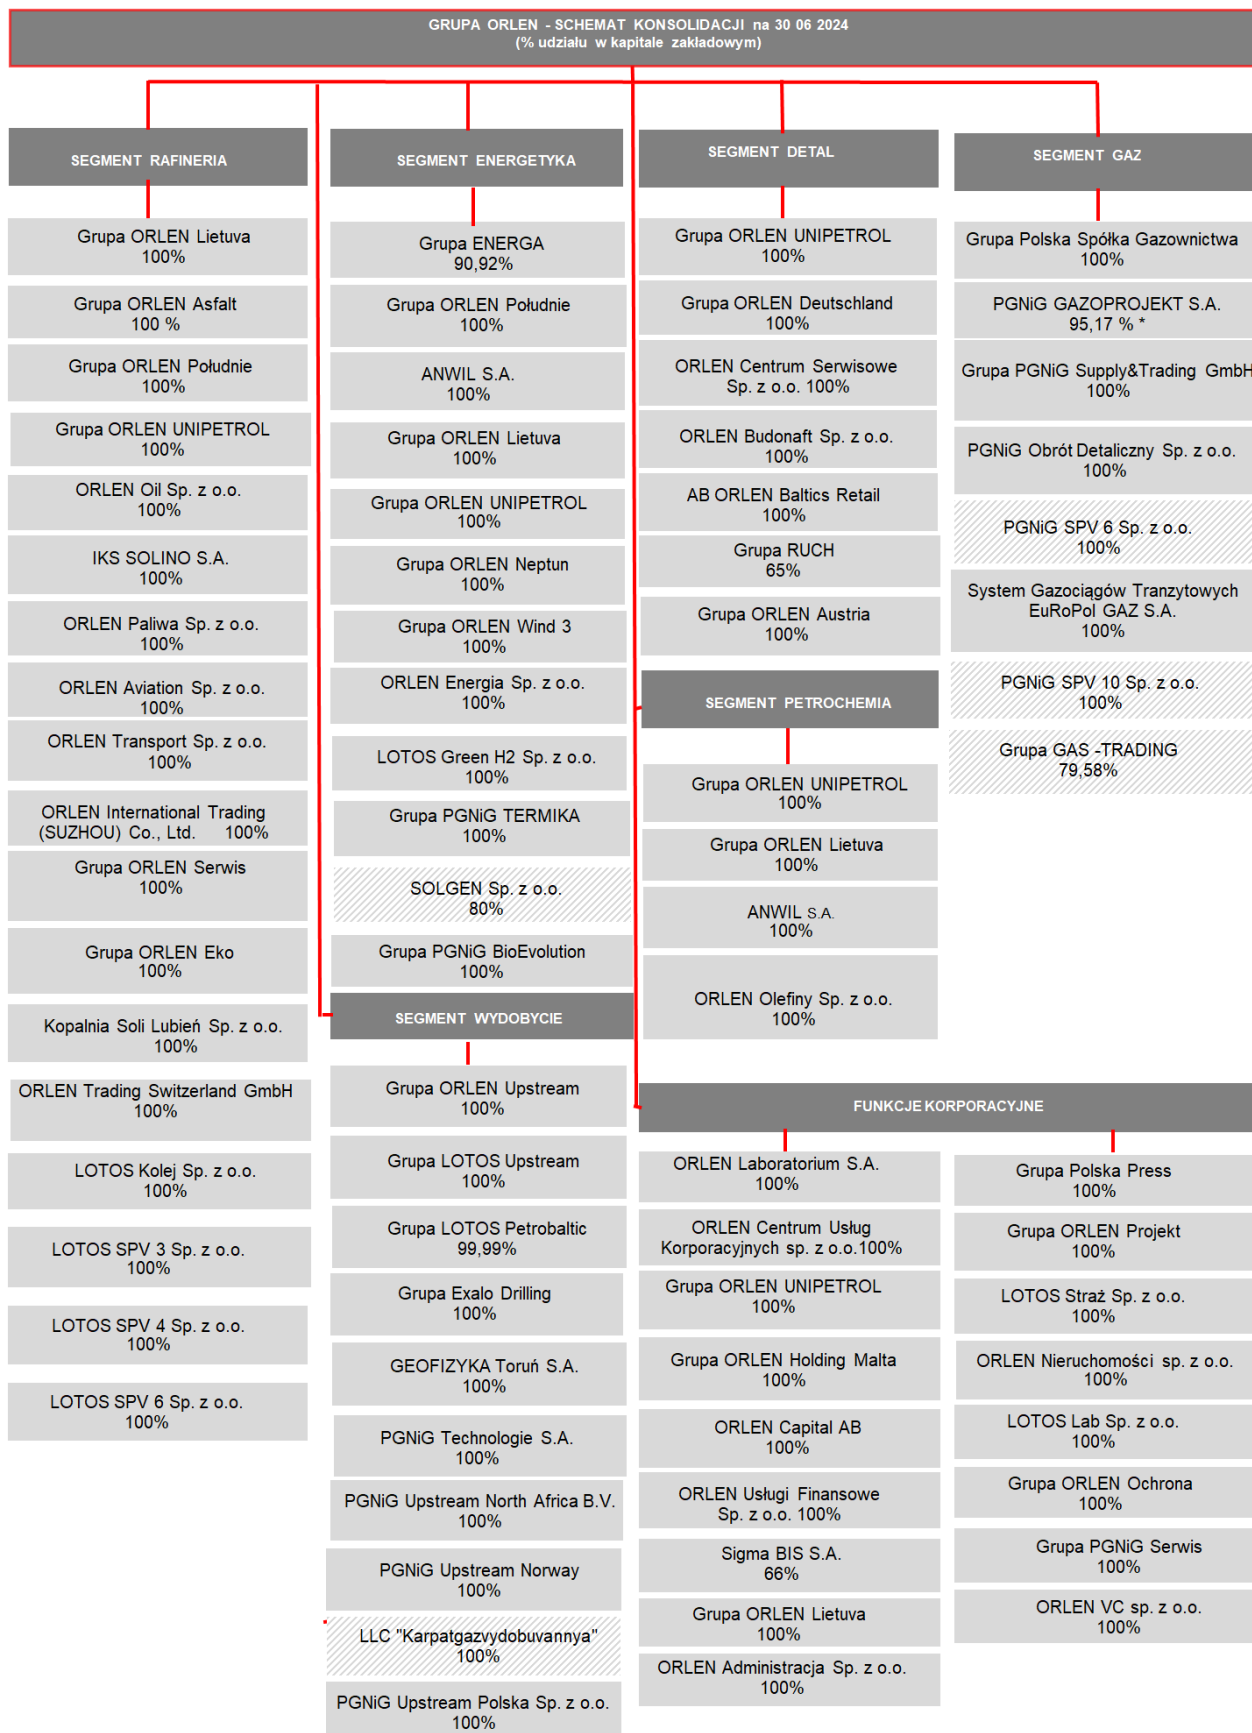 GRUPA ORLEN - SCHEMAT KONSOLIDACJI na 30 06 2024
(% udziału w kapitale zakładowym)
SEGMENT RAFINERIA
Grupa ORLEN Lietuva
100%
Grupa ORLEN Asfalt
100 %
Grupa ORLEN Południe
100%
Grupa ORLEN UNIPETROL
100%
ORLEN Oil Sp. z o.o.
100%
IKS SOLINO S.A.
100%
ORLEN Paliwa Sp. z o.o.
100%
ORLEN Aviation Sp. z o.o.
100%
ORLEN Transport Sp. z o.o.
100%
ORLEN International Trading
(SUZHOU) Co., Ltd. 100%
Grupa ORLEN Serwis
100%
Grupa ORLEN Eko
100%
Kopalnia Soli Lubień Sp. z o.o.
100%
ORLEN Trading Switzerland GmbH
100%
LOTOS Kolej Sp. z o.o.
100%
LOTOS SPV 3 Sp. z o.o.
100%
LOTOS SPV 4 Sp. z o.o.
100%
LOTOS SPV 6 Sp. z o.o.
100%
SEGMENT ENERGETYKA
Grupa ENERGA
90,92%
Grupa ORLEN Południe
100%
ANWIL S.A.
100%
Grupa ORLEN Lietuva
100%
Grupa ORLEN UNIPETROL
100%
Grupa ORLEN Neptun
100%
Grupa ORLEN Wind 3
100%
ORLEN Energia Sp. z o.o.
100%
LOTOS Green H2 Sp. z o.o.
100%
Grupa PGNiG TERMIKA
100%
SOLGEN Sp. z o.o.
80%
Grupa PGNiG BioEvolution
100%
SEGMENT WYDOBYCIE
Grupa ORLEN Upstream
100%
Grupa LOTOS Upstream
100%
Grupa LOTOS Petrobaltic
99,99%
Grupa Exalo Drilling
100%
GEOFIZYKA Toruń S.A.
100%
PGNiG Technologie S.A.
100%
PGNiG Upstream North Africa B.V.
100%
PGNiG Upstream Norway
100%
LLC "Karpatgazvydobuvannya"
100%
PGNiG Upstream Polska Sp. z o.o.
100%
SEGMENT DETAL
Grupa ORLEN UNIPETROL
100%
Grupa ORLEN Deutschland
100%
ORLEN Centrum Serwisowe
Sp. z o.o. 100%
ORLEN Budonaft Sp. z o.o.
100%
AB ORLEN Baltics Retail
100%
Grupa RUCH
65%
Grupa ORLEN Austria
100%
SEGMENT PETROCHEMIA
Grupa ORLEN UNIPETROL
100%
Grupa ORLEN Lietuva
100%
ANWIL S.A.
100%
ORLEN Olefiny Sp. z o.o.
100%
SEGMENT GAZ
Grupa Polska Spółka Gazownictwa
100%
PGNiG GAZOPROJEKT S.A.
95,17 % *
Grupa PGNiG Supply&Trading GmbH
100%
PGNiG Obrót Detaliczny Sp. z o.o.
100%
PGNiG SPV 6 Sp. z o.o.
100%
System Gazociągów Tranzytowych
EuRoPol GAZ S.A.
100%
PGNiG SPV 10 Sp. z o.o.
100%
Grupa GAS -TRADING
79,58%
FUNKCJE KORPORACYJNE
ORLEN Laboratorium S.A.
100%
ORLEN Centrum Usług
Korporacyjnych sp. z o.o.100%
Grupa ORLEN UNIPETROL
100%
Grupa ORLEN Holding Malta
100%
ORLEN Capital AB
100%
ORLEN Usługi Finansowe
Sp. z o.o. 100%
Sigma BIS S.A.
66%
Grupa ORLEN Lietuva
100%
ORLEN Administracja Sp. z o.o.
100%
Grupa Polska Press
100%
Grupa ORLEN Projekt
100%
LOTOS Straż Sp. z o.o.
100%
ORLEN Nieruchomości sp. z o.o.
100%
LOTOS Lab Sp. z o.o.
100%
Grupa ORLEN Ochrona
100%
Grupa PGNiG Serwis
100%
ORLEN VC sp. z o.o.
100%